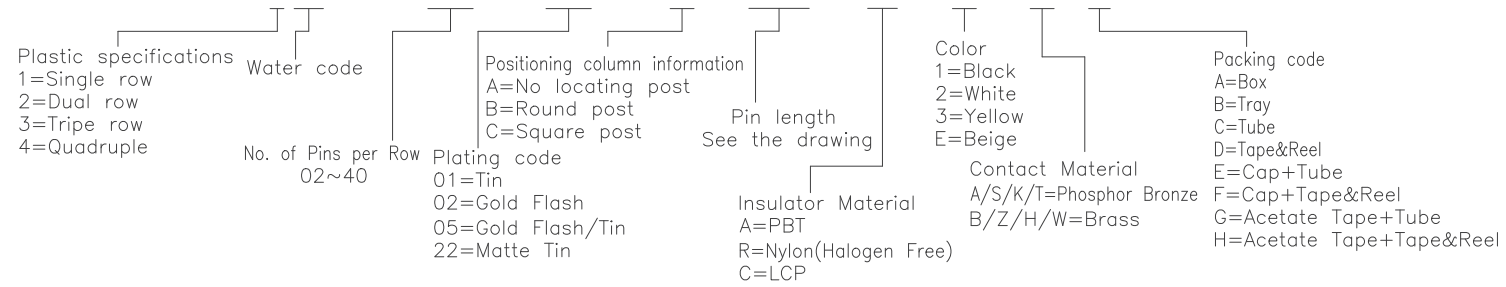 Plastic specifications
1=Single row
2=Dual row
3=Tripe row
4=Quadruple
Water code
No. of Pins per Row
02~40
Plating code
01=Tin
02=Gold Flash
05=Gold Flash/Tin
22=Matte Tin
Positioning column information
A=No locating post
B=Round post
C=Square post
Pin length
See the drawing
Insulator Material
A=PBT
R=Nylon(Halogen Free)
C=LCP
Color
1=Black
2=White
3=Yellow
E=Beige
Contact Material
A/S/K/T=Phosphor Bronze
B/Z/H/W=Brass
Packing code
A=Box
B=Tray
C=Tube
D=Tape&Reel
E=Cap+Tube
F=Cap+Tape&Reel
G=Acetate Tape+Tube
H=Acetate Tape+Tape&Reel